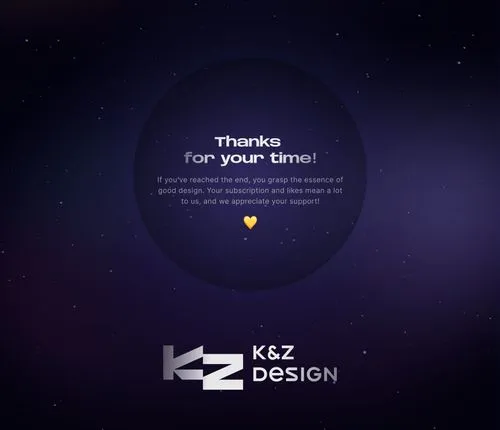 Thanks
for your time!
If you've reached the end, you grasp the essence of
good design. Your subscription and likes mean a lot
to us, and we appreciate your support!
KZ
K&Z
DeSIGN